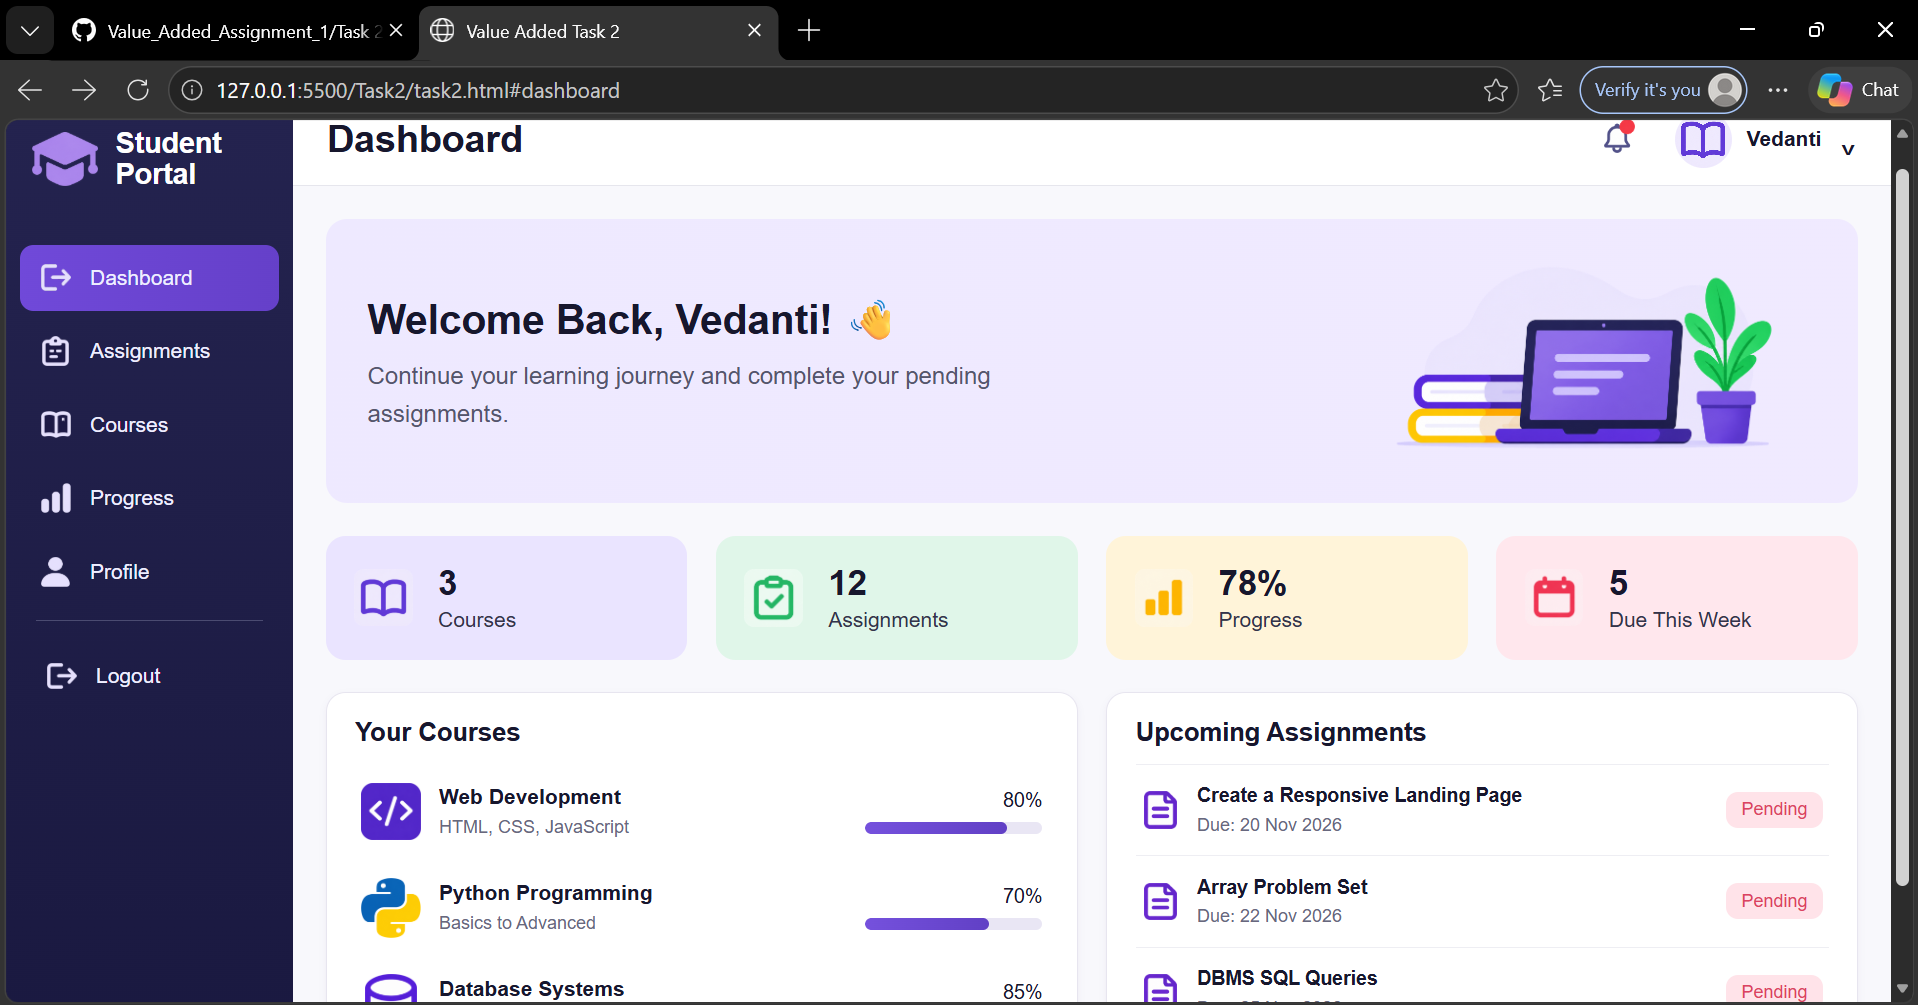 Value_Added_Assignment_1/Task 2
Value Added Task 2
127.0.0.1:5500/Task2/task2.html#dashboard
Verify it's you
Chat
Student
Portal
Dashboard
Assignments
Courses
Progress
Profile
Logout
Dashboard
Vedanti
v
Welcome Back, Vedanti! 👋
Continue your learning journey and complete your pending
assignments.
3
Courses
12
Assignments
78%
Progress
5
Due This Week
Your Courses
Web Development
HTML, CSS, JavaScript
80%
Python Programming
Basics to Advanced
70%
Database Systems
85%
Upcoming Assignments
Create a Responsive Landing Page
Due: 20 Nov 2026
Pending
Array Problem Set
Due: 22 Nov 2026
Pending
DBMS SQL Queries
Pending